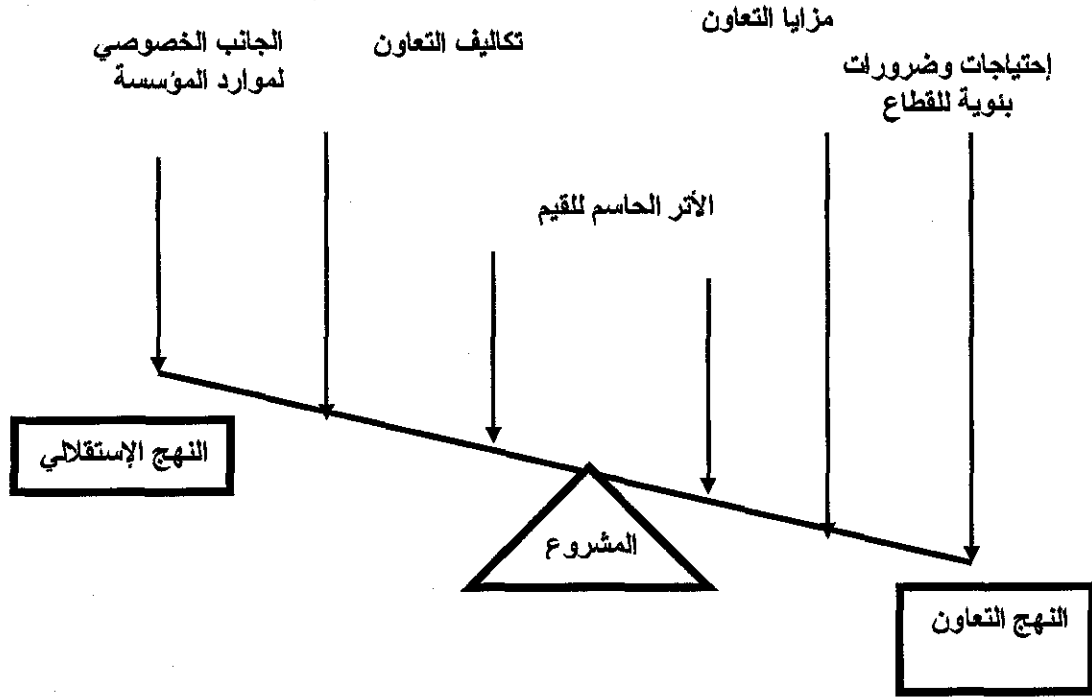 مزايا التعاون
إحتياجات وضرورات
بنوية للقطاع
تكاليف التعاون
الجانب الخصوصي
لموارد المؤسسة
الأثر الحاسم للقيم
النهج الإستقلالي
المشروع
النهج التعاون